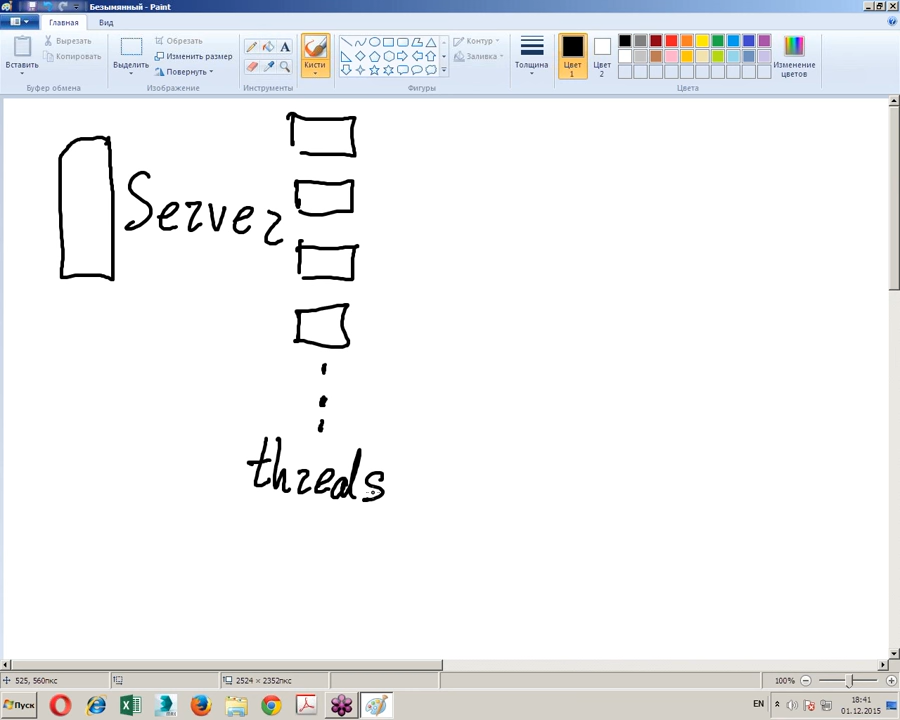 Безымянный - Paint
Главная Вид
Вставить
Вырезать
Копировать
Буфер обмена
Выделить
Обрезать
Изменить размер
Повернуть
Изображение
A
Инструменты
Кисти
Контур
Заливка
Фигуры
Толщина
Цвет 1
Цвет 2
Изменение цветов
Цвета
Server
threads
525, 560пкс
2524 × 2352пкс
100%
Пуск
EN
18:41
01.12.2015